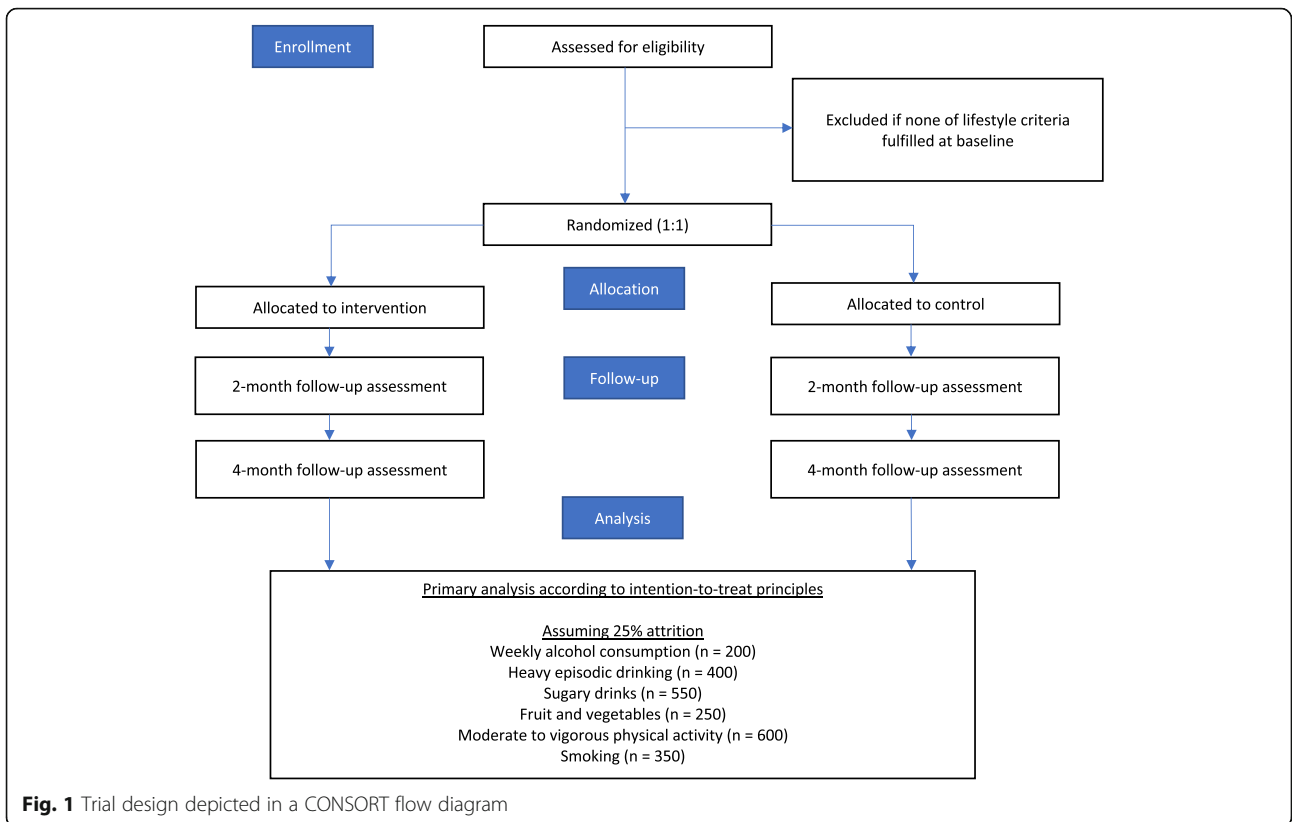 Enrollment
Assessed for eligibility
Excluded if none of lifestyle criteria
fulfilled at baseline
Randomized (1:1)
Allocation
Allocated to intervention
Allocated to control
Follow-up
2-month follow-up assessment
2-month follow-up assessment
4-month follow-up assessment
4-month follow-up assessment
Analysis
Primary analysis according to intention-to-treat principles
Assuming 25% attrition
Weekly alcohol consumption (n = 200)
Heavy episodic drinking (n = 400)
Sugary drinks (n = 550)
Fruit and vegetables (n = 250)
Moderate to vigorous physical activity (n = 600)
Smoking (n = 350)
Fig. 1 Trial design depicted in a CONSORT flow diagram